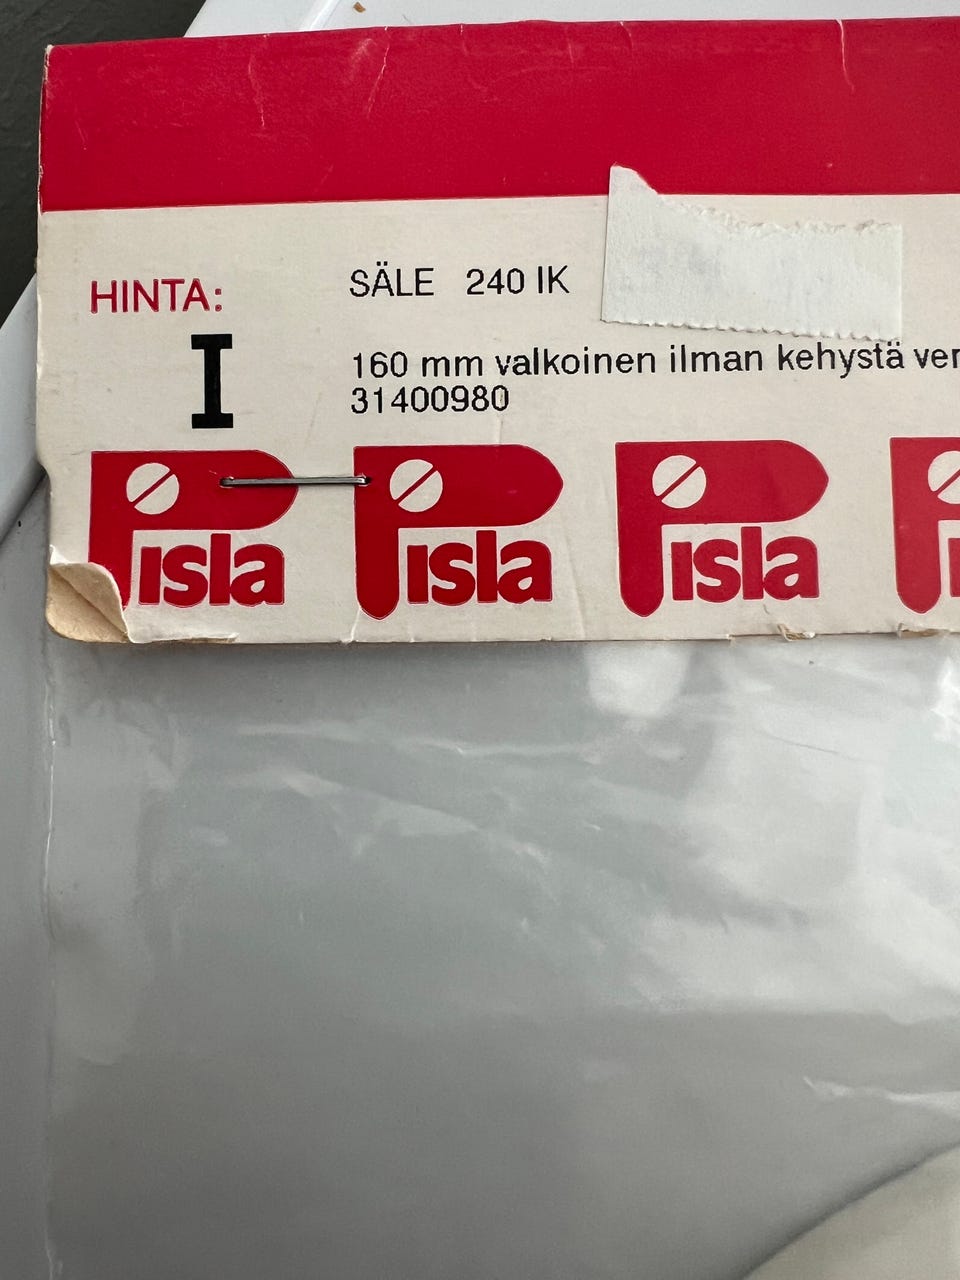 HINTA:
I
SÄLE 240 IK
160 mm valkoinen ilman kehystä
31400980
Pisla Pisla Pisla